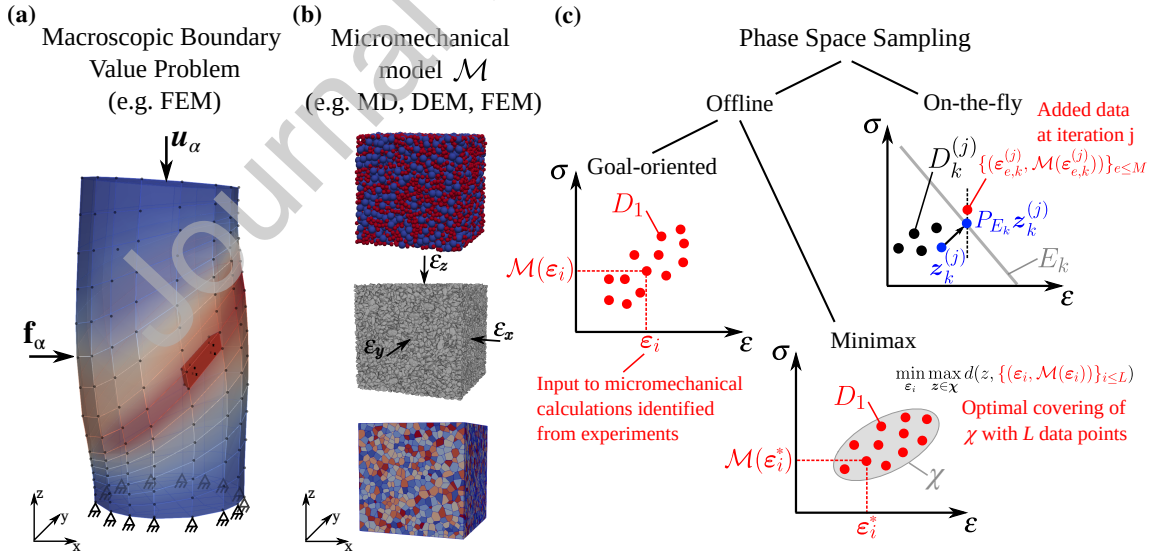 (a)
Macroscopic Boundary
Value Problem
(e.g. FEM)
u_α
f_α
z
y
x
(b)
Micromechanical
model ℳ
(e.g. MD, DEM, FEM)
ε_z
ε_x
ε_y
z
y
x
Journal
(c)
Phase Space Sampling
Offline
On-the-fly
Goal-oriented
σ
D_1
ℳ(ε_i)
ε
ε_i
Input to micromechanical
calculations identified
from experiments
Added data
at iteration j
σ
D_k^{(j)}
{(ε_{e,k}^{(j)}, ℳ(ε_{e,k}^{(j)}))}_{e≤M}
P_{E_k} z_k^{(j)}
z_k^{(j)}
E_k
ε
Minimax
σ
min_{ε_i} max_{z∈χ} d(z, {(ε_i, ℳ(ε_i))}_{i≤L})
D_1
Optimal covering of
χ with L data points
ℳ(ε_i^*)
χ
ε_i^*
ε